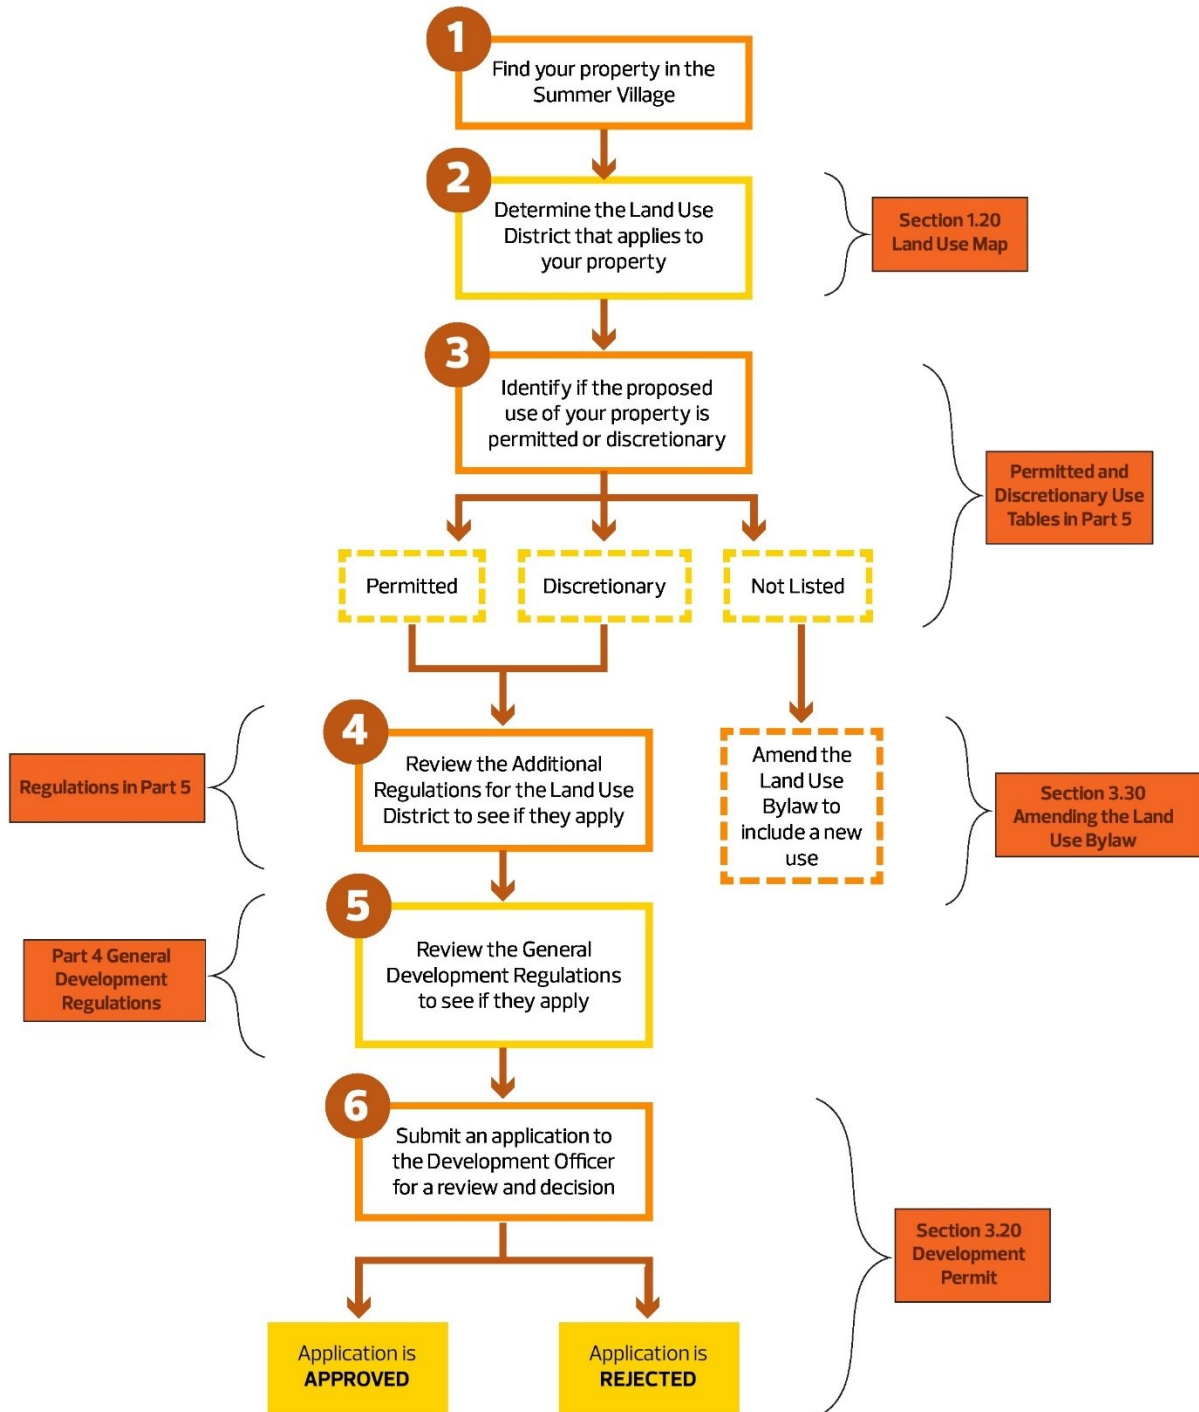 1
Find your property in the
Summer Village
2
Determine the Land Use
District that applies to
your property
Section 1.20
Land Use Map
3
Identify if the proposed
use of your property is
permitted or discretionary
Permitted and
Discretionary Use
Tables in Part 5
Permitted
Discretionary
Not Listed
4
Review the Additional
Regulations for the Land Use
District to see if they apply
Regulations in Part 5
Amend the
Land Use
Bylaw to
include a new
use
Section 3.30
Amending the Land
Use Bylaw
5
Review the General
Development Regulations
to see if they apply
Part 4 General
Development
Regulations
6
Submit an application to
the Development Officer
for a review and decision
Section 3.20
Development
Permit
Application is
APPROVED
Application is
REJECTED